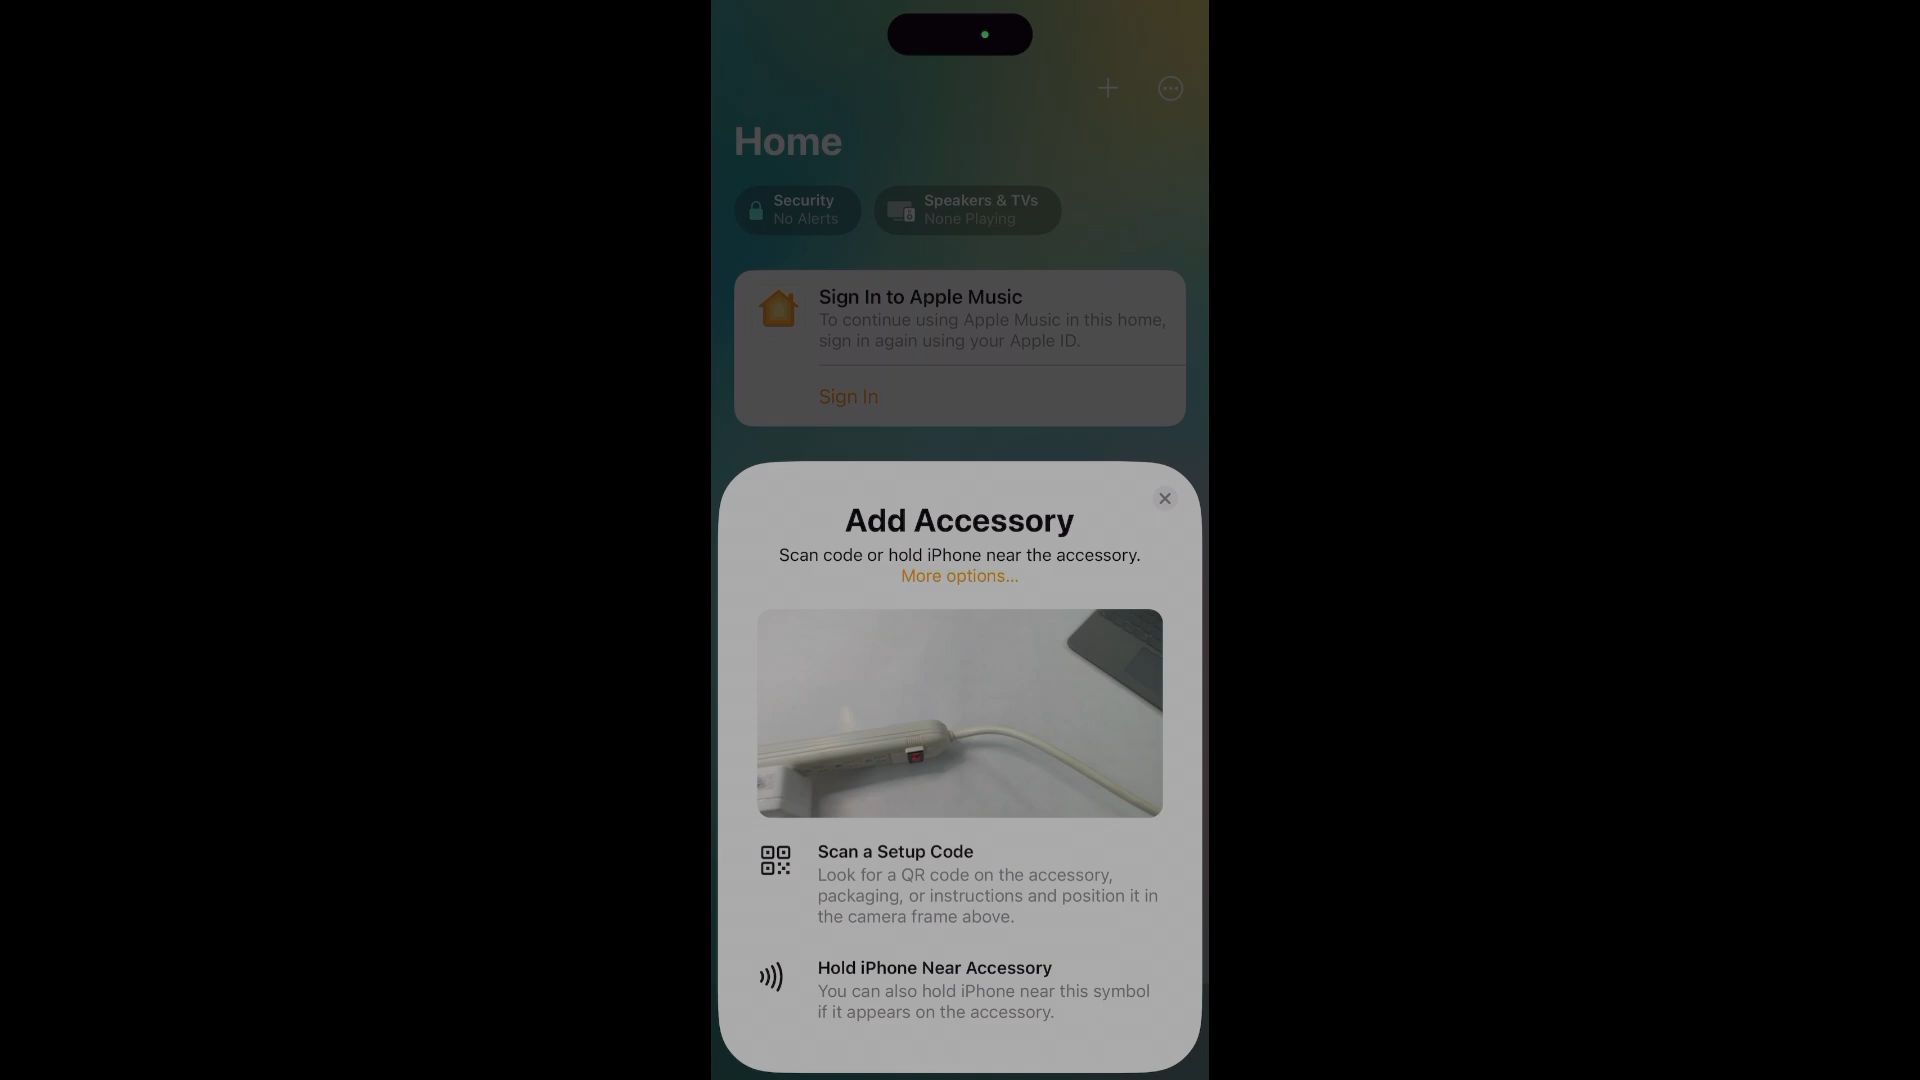 Home
Security
No Alerts
Speakers & TVs
None Playing
Sign In to Apple Music
To continue using Apple Music in this home,
sign in again using your Apple ID.
Sign In
Add Accessory
Scan code or hold iPhone near the accessory.
More options...
Scan a Setup Code
Look for a QR code on the accessory,
packaging, or instructions and position it in
the camera frame above.
Hold iPhone Near Accessory
You can also hold iPhone near this symbol
if it appears on the accessory.